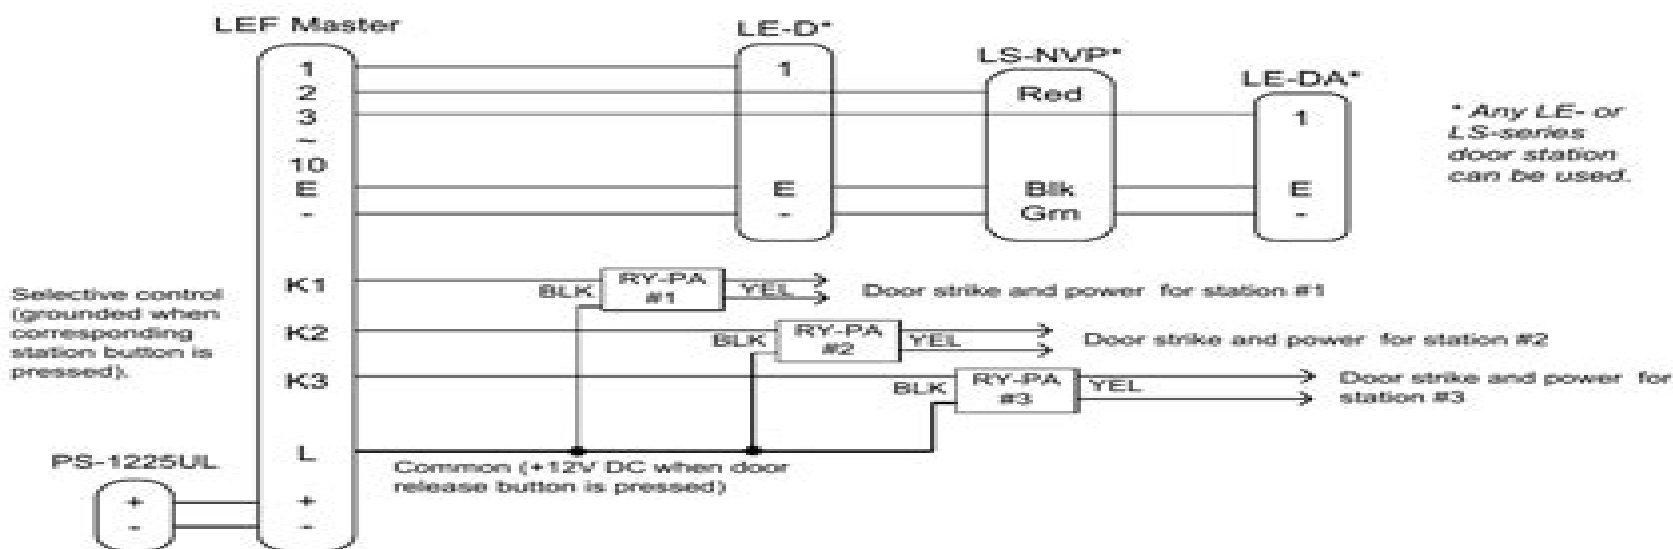 LEF Master
LE-D*
LS-NVP*
LE-DA*
1
2
3
~
10
E
-
1
E
-
Red
Blk
Grn
1
E
-
* Any LE- or
LS-series
door station
can be used.
Selective control
(grounded when
corresponding
station button is
pressed).
K1
K2
K3
L
+
-
BLK
RY-PA
#1
YEL
Door strike and power for station #1
BLK
RY-PA
#2
YEL
Door strike and power for station #2
BLK
RY-PA
#3
YEL
Door strike and power for
station #3
Common (+12V DC when door
release button is pressed)
PS-1225UL
+
-